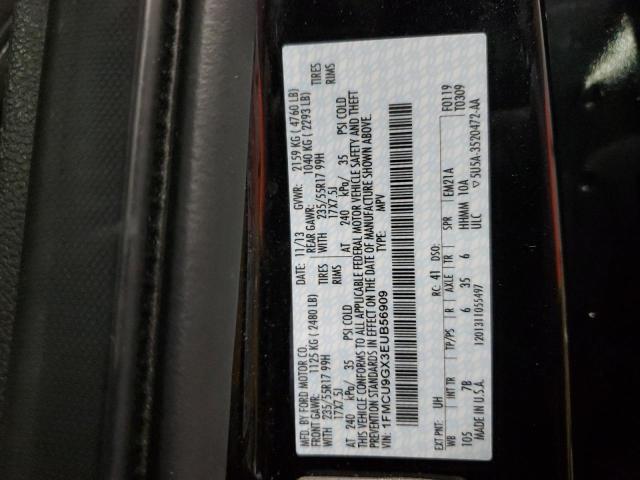 MFD. BY FORD MOTOR CO.
DATE: 11/13 GVWR: 2159 KG ( 4760 LB)
FRONT GAWR: 1125 KG ( 2480 LB) REAR GAWR: 1040 KG ( 2293 LB)
WITH TIRES WITH TIRES
235/55R17 99H RIMS 235/55R17 99H RIMS
17X7.5J 17X7.5J
AT 240 kPa/ 35 PSI COLD AT 240 kPa/ 35 PSI COLD
THIS VEHICLE CONFORMS TO ALL APPLICABLE FEDERAL MOTOR VEHICLE SAFETY AND THEFT
PREVENTION STANDARDS IN EFFECT ON THE DATE OF MANUFACTURE SHOWN ABOVE.
VIN: 1FMCU9GX3EUB56909 TYPE: MPV
F0119
T0309
EXT PNT: UH RC: 41 DSO:
WB INT TR TP/PS R AXLE TR SPR EM21A
105 7B 6 35 6 HHMM 10A
MADE IN U.S.A. 1201311055497 ULC ▽5U5A-3520472-AA